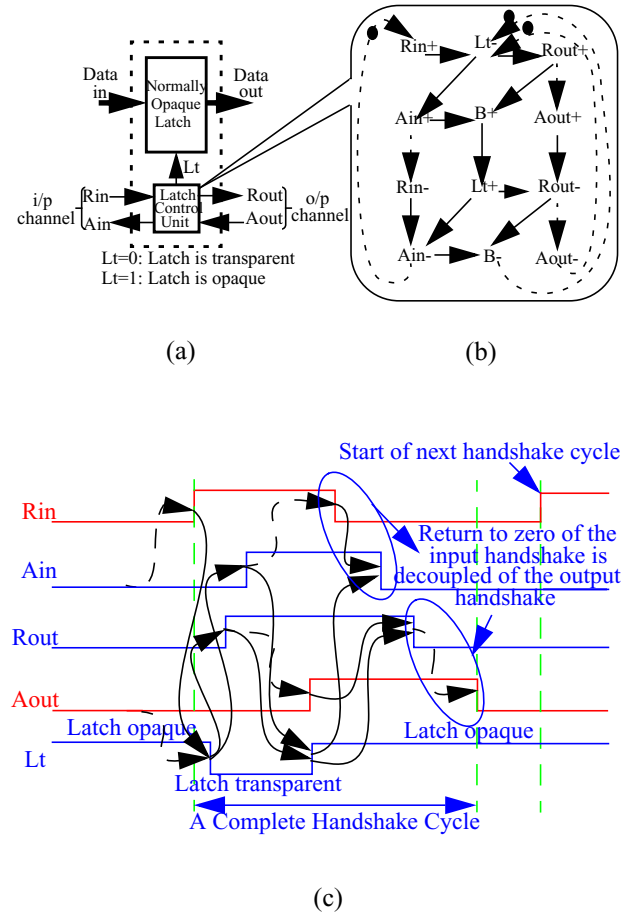 Data
in
Data
out
Normally
Opaque
Latch
Lt
i/p
channel
Rin
Ain
Latch
Control
Unit
Rout
Aout
o/p
channel
Lt=0: Latch is transparent
Lt=1: Latch is opaque
(a)
Rin+
Lt-
Rout+
Ain+
B+
Aout+
Rin-
Lt+
Rout-
Ain-
B-
Aout-
(b)
Start of next handshake cycle
Rin
Return to zero of the
input handshake is
decoupled of the output
handshake
Ain
Rout
Aout
Latch opaque
Latch opaque
Lt
Latch transparent
A Complete Handshake Cycle
(c)